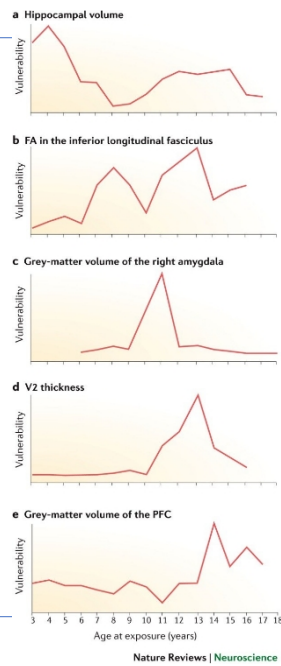 a Hippocampal volume
Vulnerability
b FA in the inferior longitudinal fasciculus
Vulnerability
c Grey-matter volume of the right amygdala
Vulnerability
d V2 thickness
Vulnerability
e Grey-matter volume of the PFC
Vulnerability
3 4 5 6 7 8 9 10 11 12 13 14 15 16 17 18
Age at exposure (years)
Nature Reviews | Neuroscience